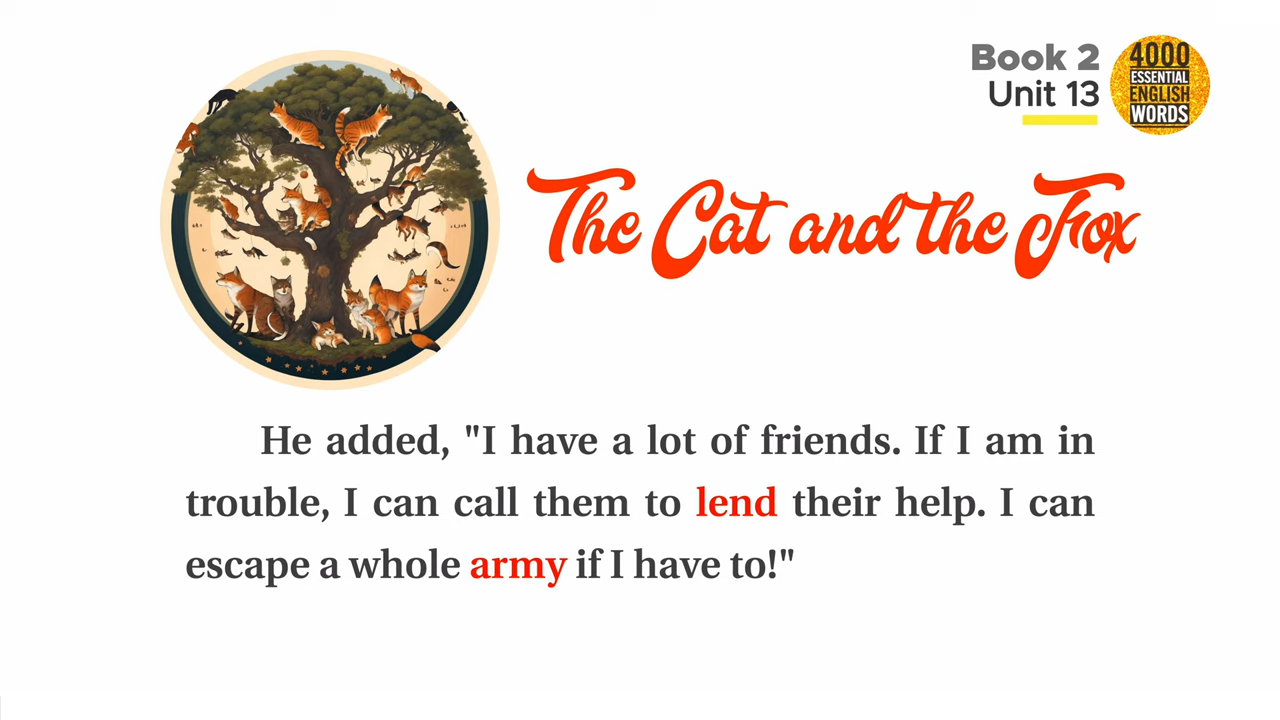 Book 2
Unit 13
4000
ESSENTIAL
ENGLISH
WORDS
The Cat and the Fox
He added, "I have a lot of friends. If I am in
trouble, I can call them to lend their help. I can
escape a whole army if I have to!"